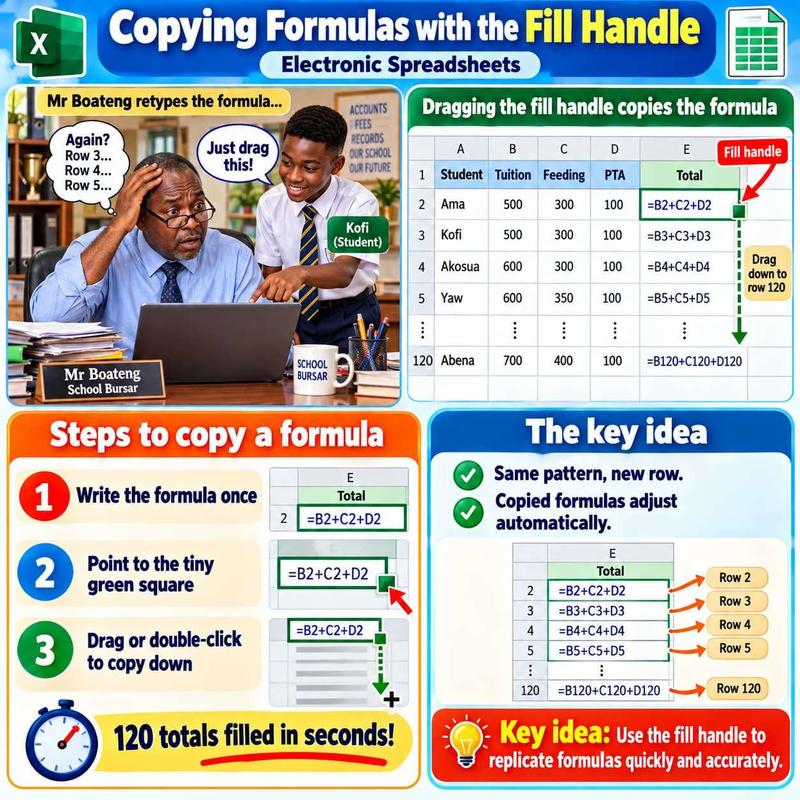 X
Copying Formulas with the Fill Handle
Electronic Spreadsheets
Mr Boateng retypes the formula...
Again?
Row 3...
Row 4...
Row 5...
Just drag
this!
ACCOUNTS
FEES
RECORDS
OUR SCHOOL
OUR FUTURE
Kofi
(Student)
Mr Boateng
School Bursar
SCHOOL
BURSAR
Dragging the fill handle copies the formula
A B C D E
Fill handle
1 Student Tuition Feeding PTA Total
2 Ama 500 300 100 =B2+C2+D2
3 Kofi 500 300 100 =B3+C3+D3
4 Akosua 600 300 100 =B4+C4+D4
5 Yaw 600 350 100 =B5+C5+D5
⋮ ⋮ ⋮ ⋮ ⋮
120 Abena 700 400 100 =B120+C120+D120
Drag
down to
row 120
Steps to copy a formula
1 Write the formula once
E
Total
2 =B2+C2+D2
2 Point to the tiny
green square
=B2+C2+D2
3 Drag or double-click
to copy down
=B2+C2+D2
120 totals filled in seconds!
The key idea
Same pattern, new row.
Copied formulas adjust
automatically.
E
Total
2 =B2+C2+D2 Row 2
3 =B3+C3+D3 Row 3
4 =B4+C4+D4 Row 4
5 =B5+C5+D5 Row 5
⋮ ⋮
120 =B120+C120+D120 Row 120
Key idea: Use the fill handle to
replicate formulas quickly and accurately.